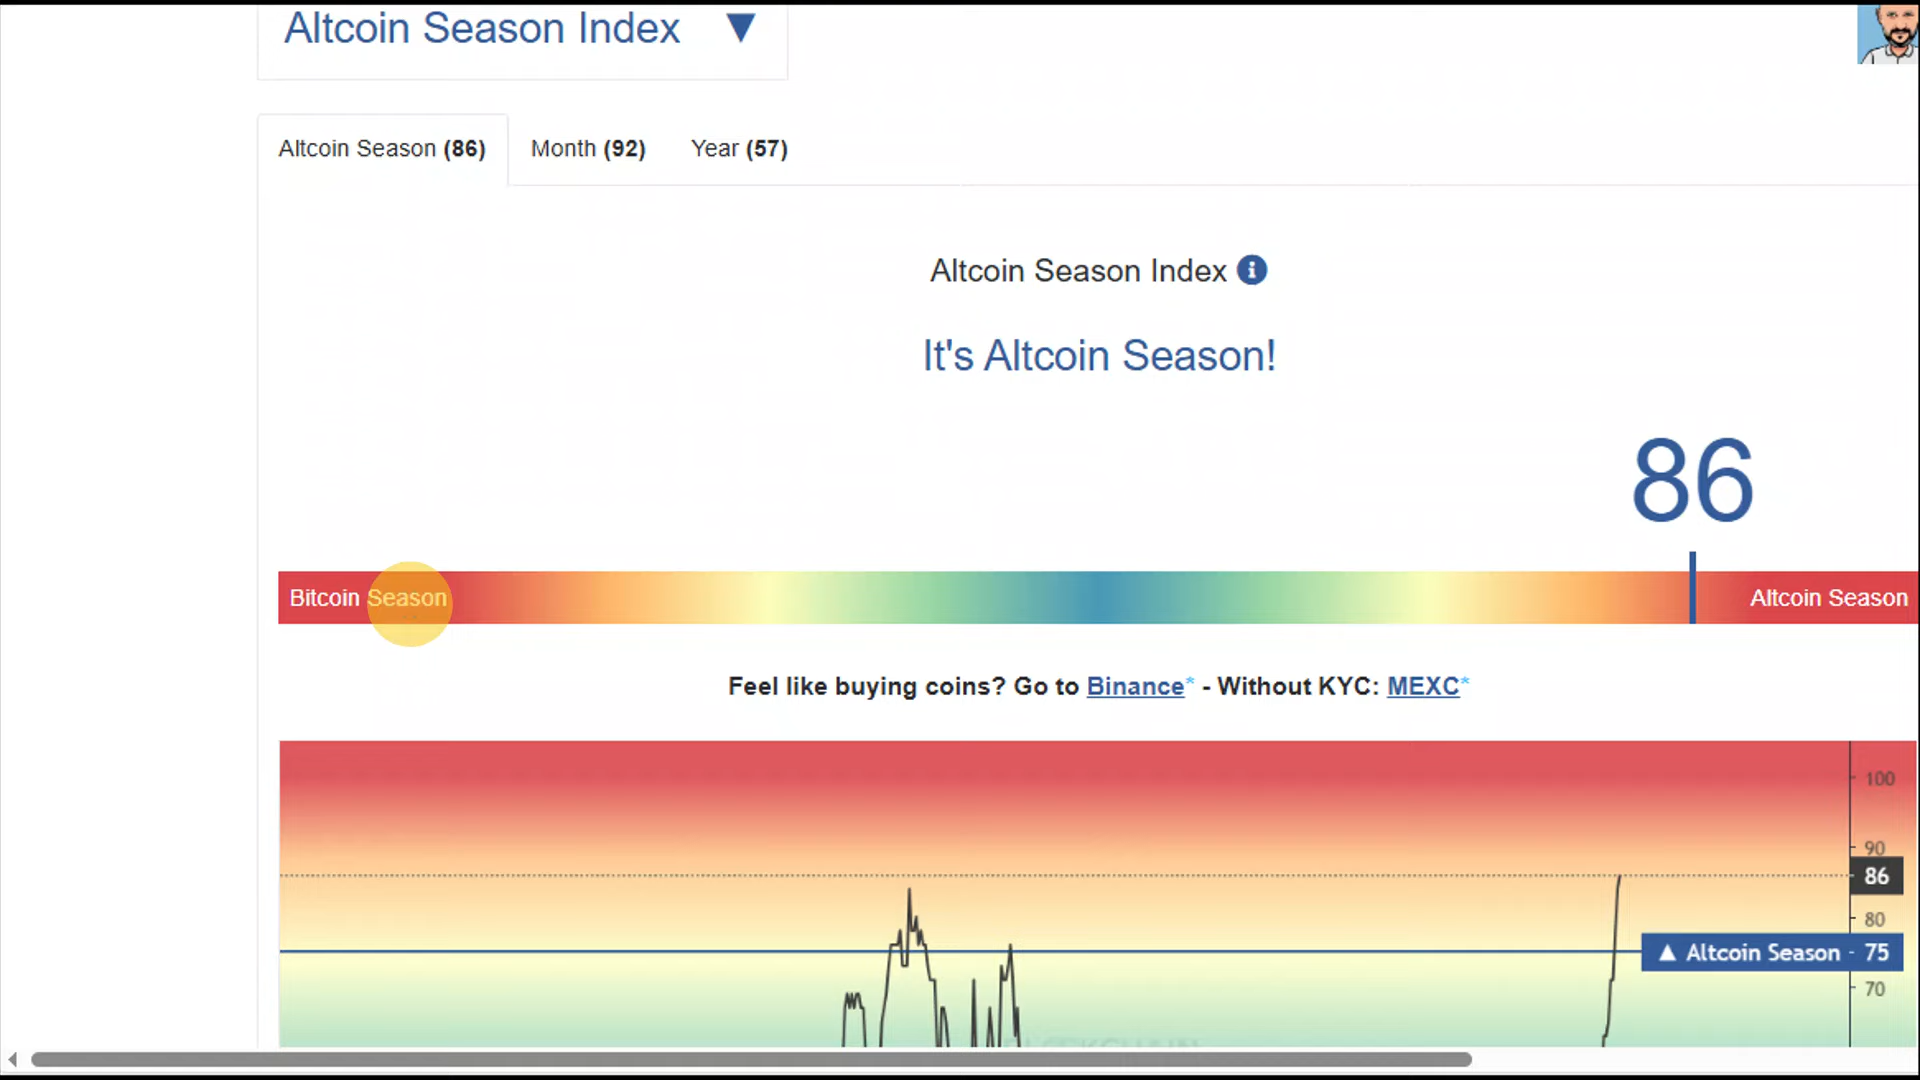 Altcoin Season Index ▼
Altcoin Season (86) Month (92) Year (57)
Altcoin Season Index
It's Altcoin Season!
86
Bitcoin Season
Altcoin Season
Feel like buying coins? Go to Binance* - Without KYC: MEXC*
100
90
86
80
▲ Altcoin Season - 75
70